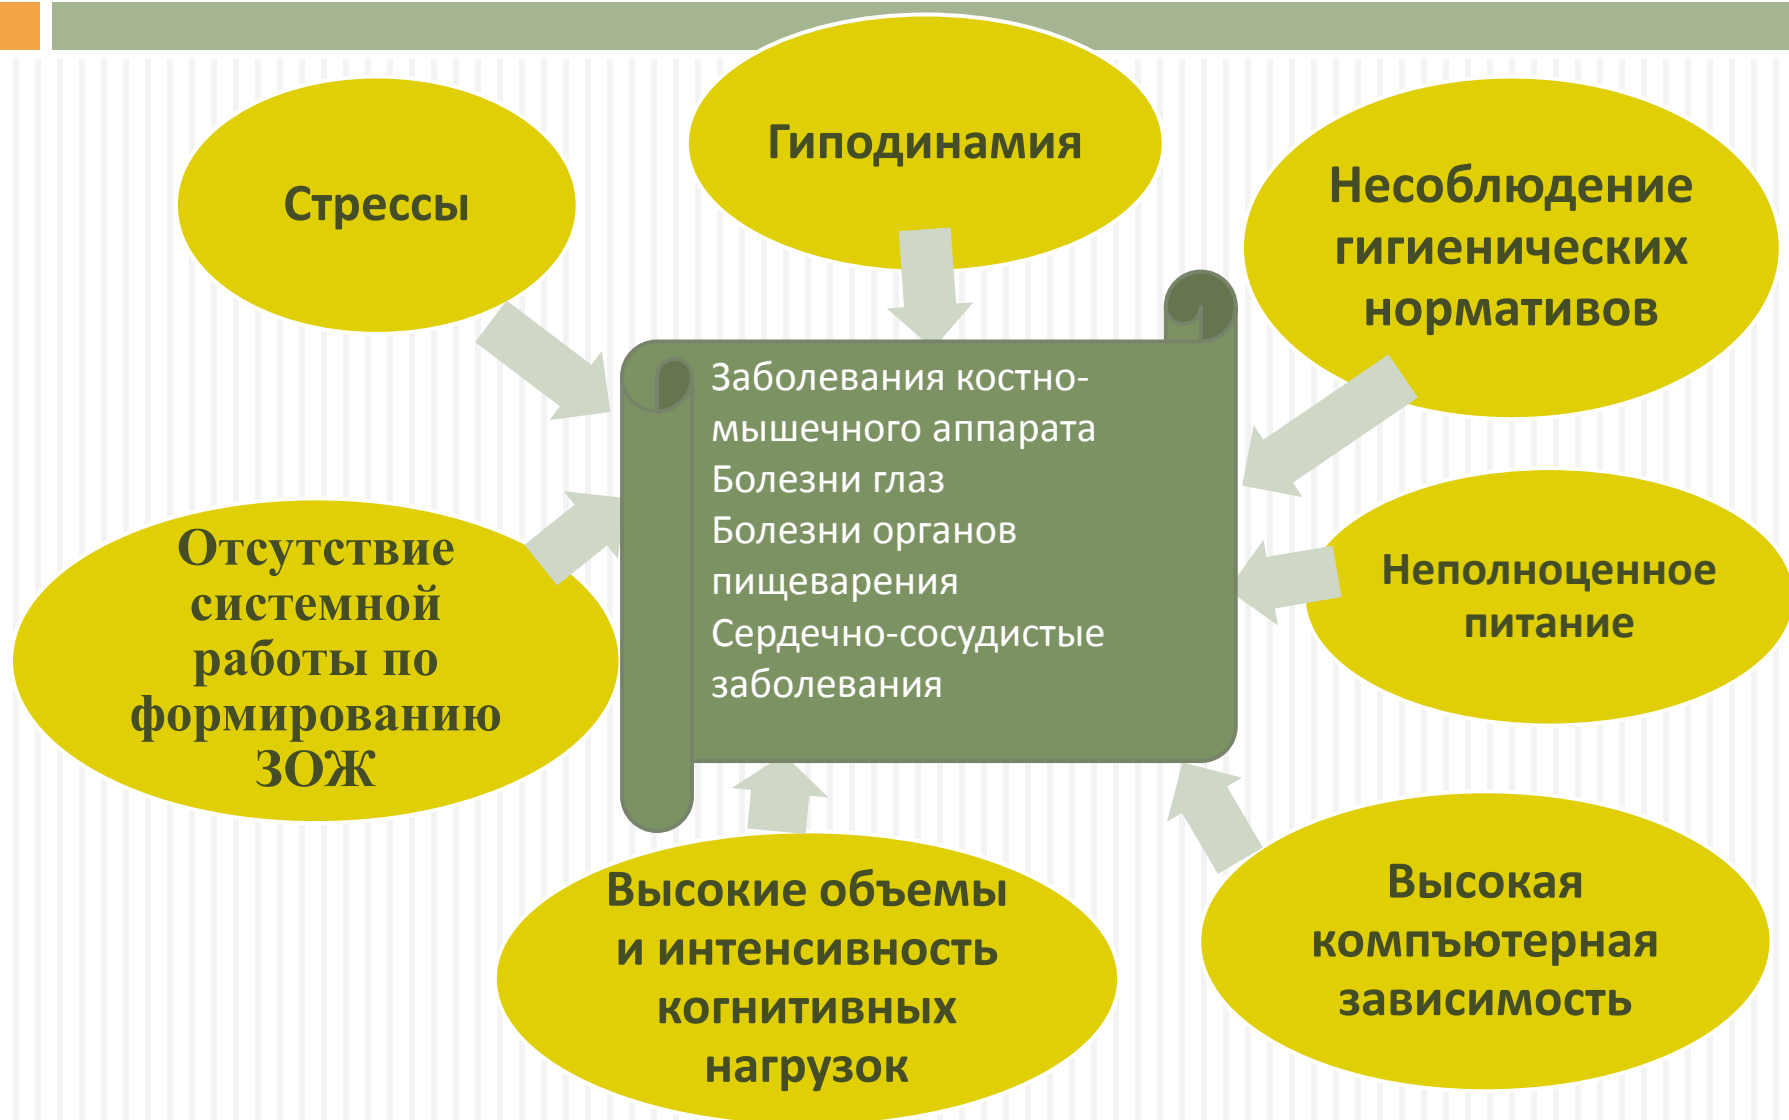 Гиподинамия
Стрессы
Несоблюдение
гигиенических
нормативов
Заболевания костно-
мышечного аппарата
Болезни глаз
Болезни органов
пищеварения
Сердечно-сосудистые
заболевания
Отсутствие
системной
работы по
формированию
ЗОЖ
Неполноценное
питание
Высокие объемы
и интенсивность
когнитивных
нагрузок
Высокая
компъютерная
зависимость